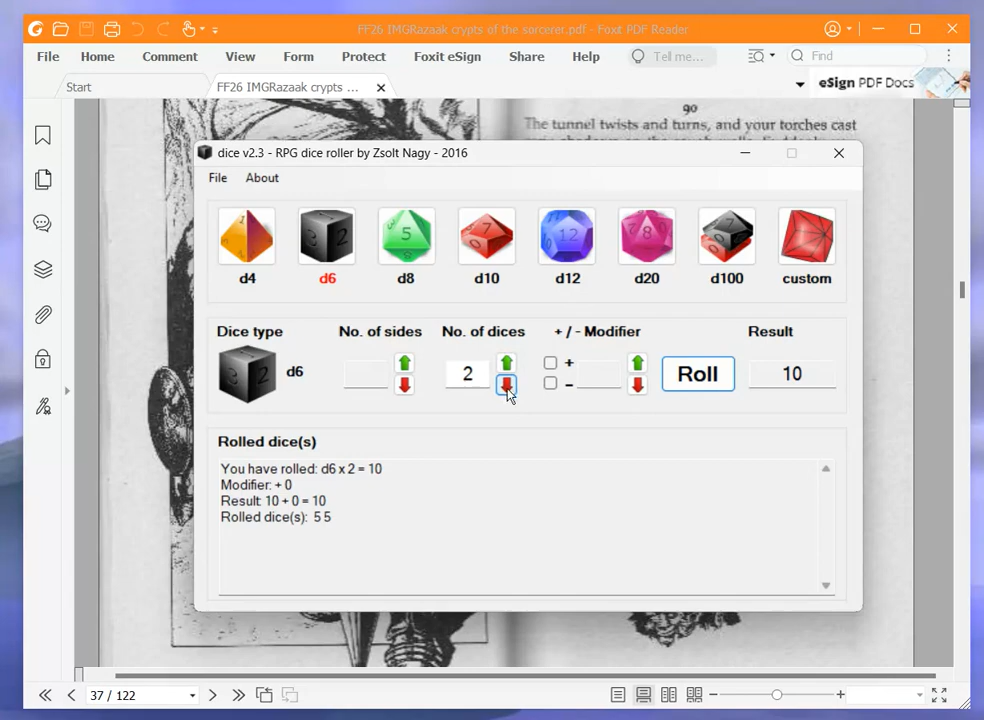 FF26 IMGRazaak crypts of the sorcerer.pdf - Foxit PDF Reader
File Home Comment View Form Protect Foxit eSign Share Help Tell me... Find
Start FF26 IMGRazaak crypts ... eSign PDF Docs
90
The tunnel twists and turns, and your torches cast
dice v2.3 - RPG dice roller by Zsolt Nagy - 2016
File About
d4 d6 d8 d10 d12 d20 d100 custom
Dice type No. of sides No. of dices + / - Modifier Result
d6 2 + - Roll 10
Rolled dice(s)
You have rolled: d6 x 2 = 10
Modifier: + 0
Result: 10 + 0 = 10
Rolled dice(s): 5 5
37 / 122